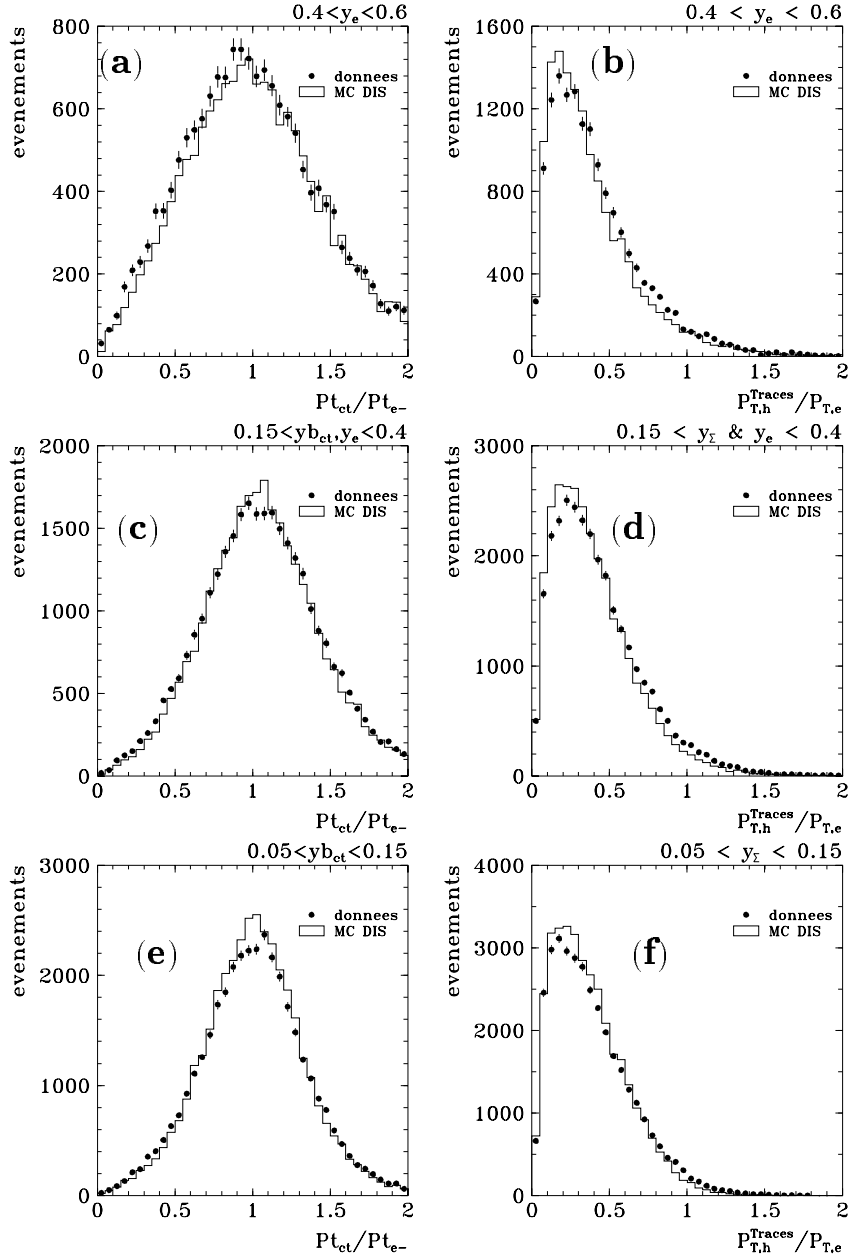 0.4<y_e<0.6
800
600
400
200
0
evenements
(a)
donnees
MC DIS
0 0.5 1 1.5 2
Pt_ct/Pt_e-
0.4 < y_e < 0.6
1600
1200
800
400
0
evenements
(b)
donnees
MC DIS
0 0.5 1 1.5 2
P_T,h^Traces/P_T,e
0.15<yb_ct,y_e<0.4
2000
1500
1000
500
0
evenements
(c)
donnees
MC DIS
0 0.5 1 1.5 2
Pt_ct/Pt_e-
0.15 < y_Σ & y_e < 0.4
3000
2000
1000
0
evenements
(d)
donnees
MC DIS
0 0.5 1 1.5 2
P_T,h^Traces/P_T,e
0.05<yb_ct<0.15
3000
2000
1000
0
evenements
(e)
donnees
MC DIS
0 0.5 1 1.5 2
Pt_ct/Pt_e-
0.05 < y_Σ < 0.15
4000
3000
2000
1000
0
evenements
(f)
donnees
MC DIS
0 0.5 1 1.5 2
P_T,h^Traces/P_T,e